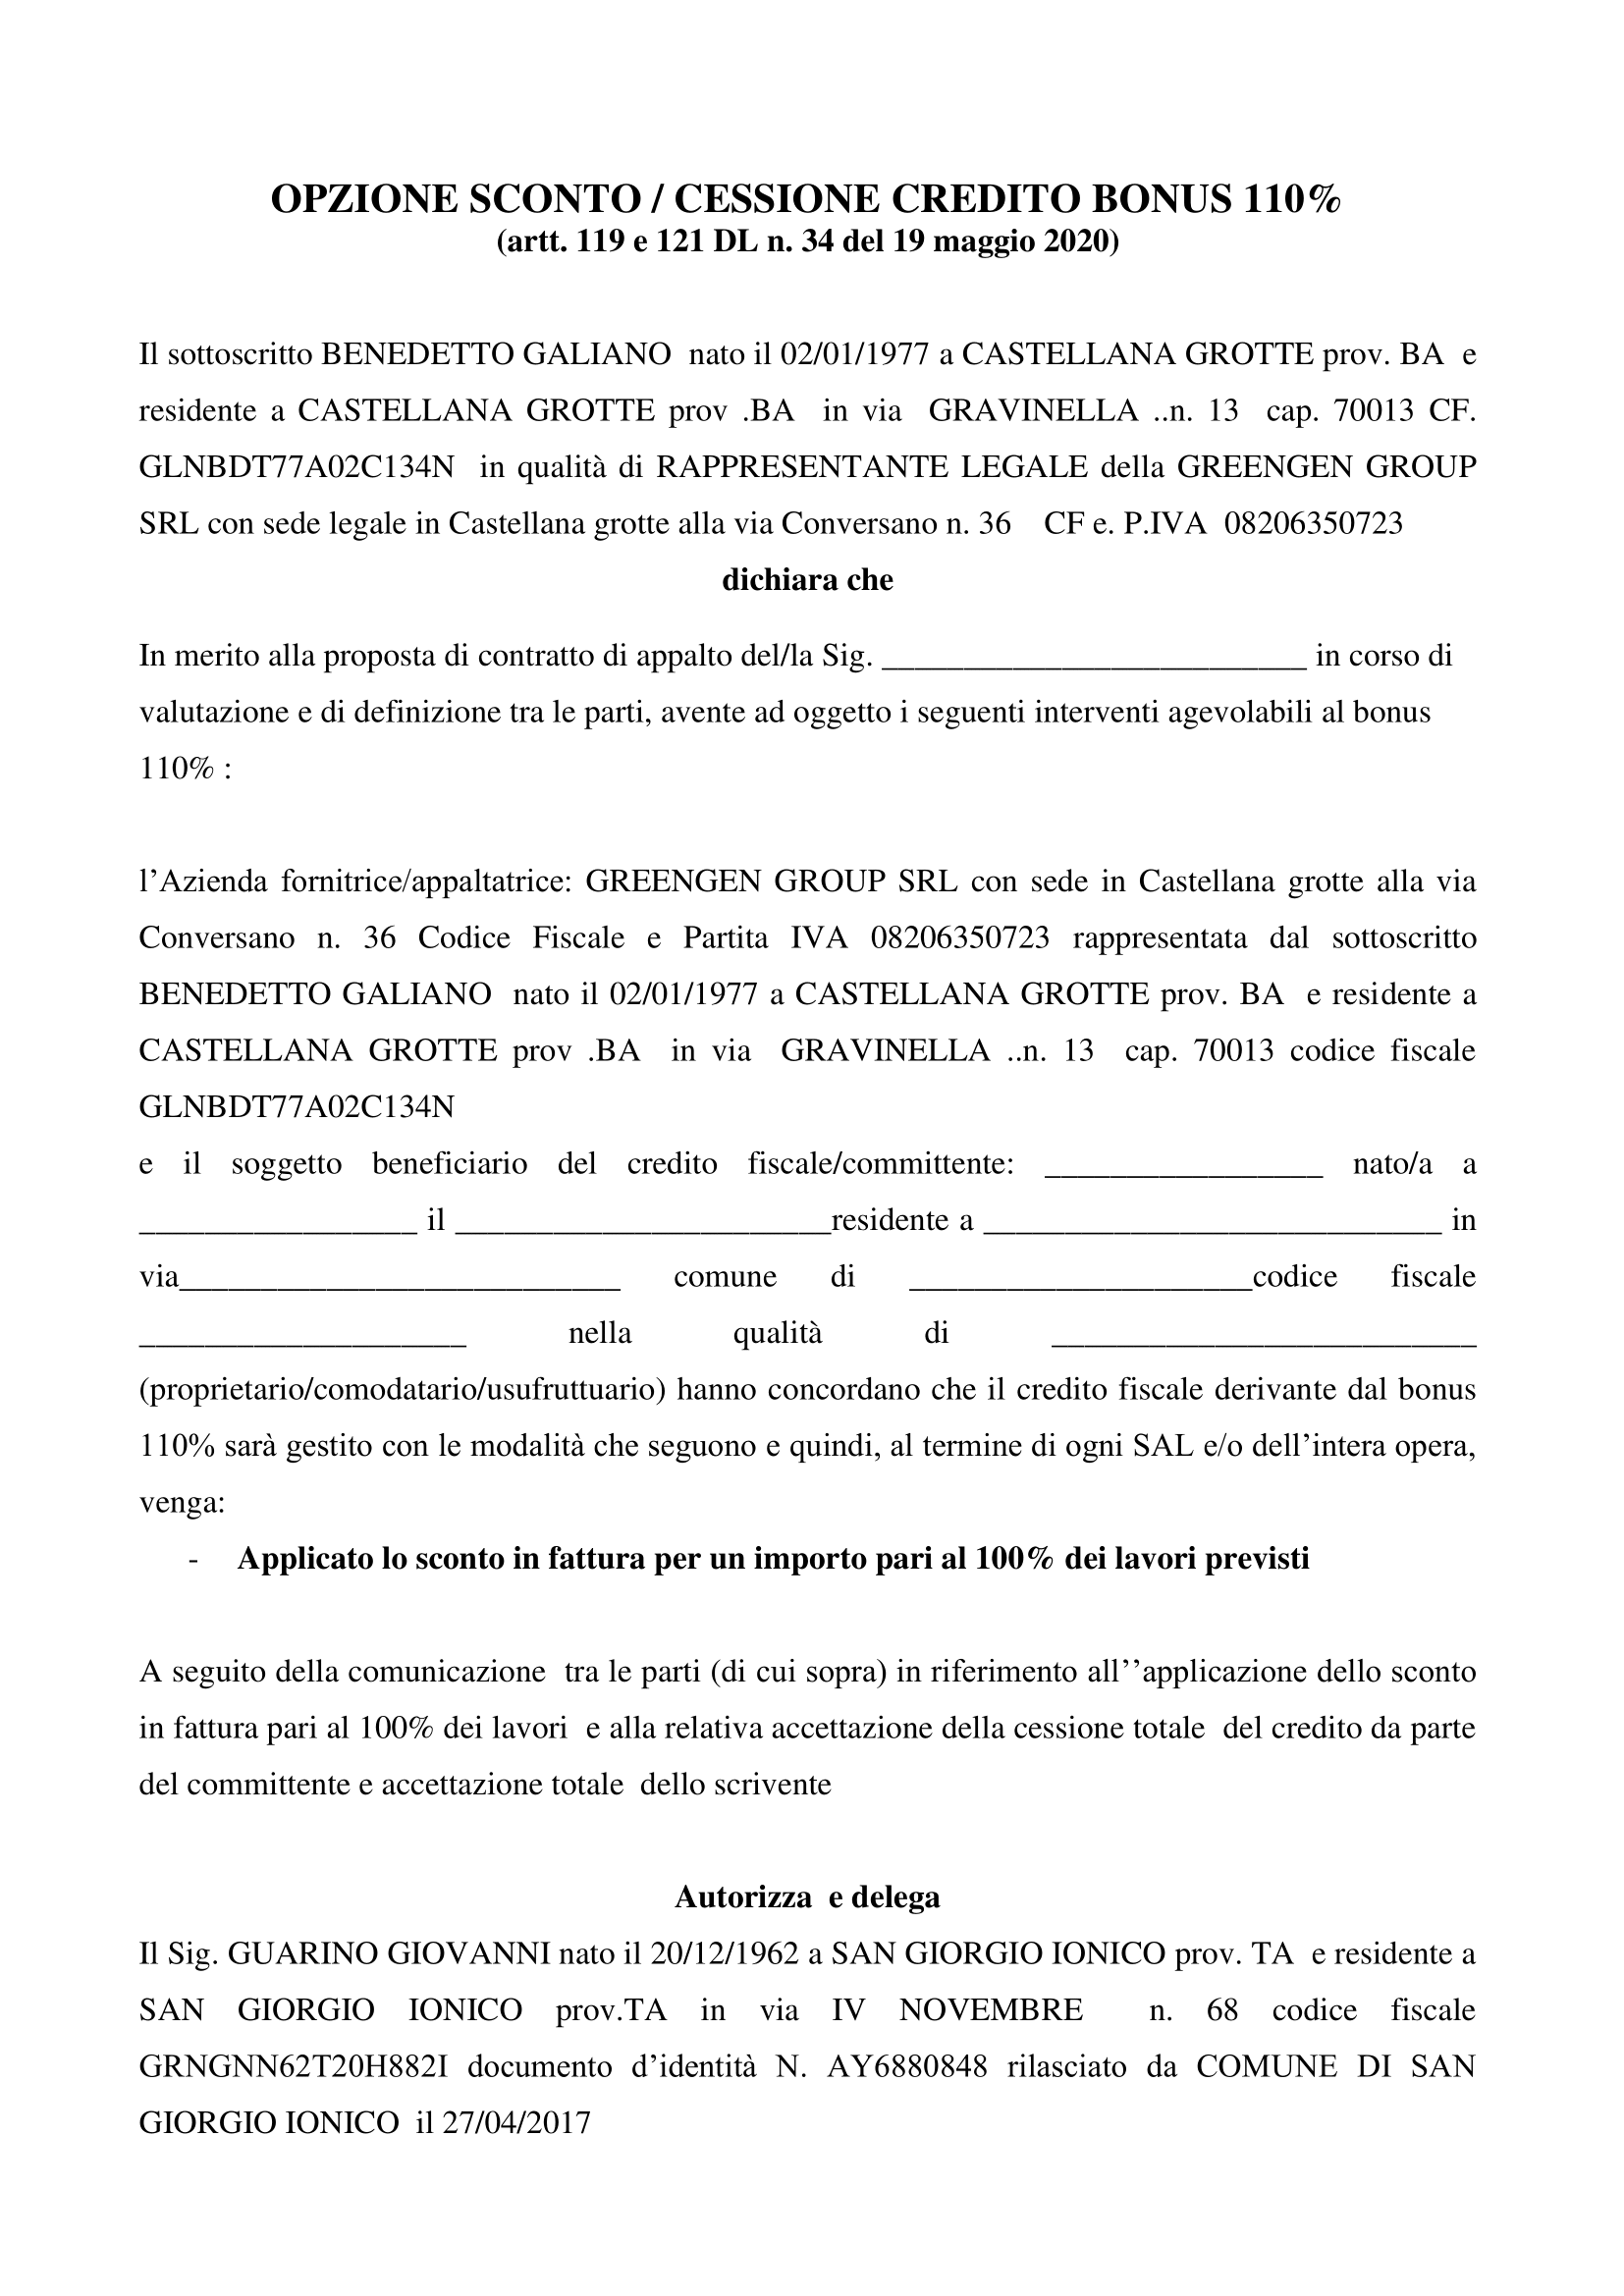 OPZIONE SCONTO / CESSIONE CREDITO BONUS 110%
(artt. 119 e 121 DL n. 34 del 19 maggio 2020)
Il sottoscritto BENEDETTO GALIANO  nato il 02/01/1977 a CASTELLANA GROTTE prov. BA  e
residente a CASTELLANA GROTTE prov .BA  in via  GRAVINELLA ..n. 13  cap. 70013 CF.
GLNBDT77A02C134N  in qualità di RAPPRESENTANTE LEGALE della GREENGEN GROUP
SRL con sede legale in Castellana grotte alla via Conversano n. 36    CF e. P.IVA  08206350723
dichiara che
In merito alla proposta di contratto di appalto del/la Sig. __________________________ in corso di
valutazione e di definizione tra le parti, avente ad oggetto i seguenti interventi agevolabili al bonus
110% :
l’Azienda fornitrice/appaltatrice: GREENGEN GROUP SRL con sede in Castellana grotte alla via
Conversano n. 36 Codice Fiscale e Partita IVA 08206350723 rappresentata dal sottoscritto
BENEDETTO GALIANO  nato il 02/01/1977 a CASTELLANA GROTTE prov. BA  e residente a
CASTELLANA GROTTE prov .BA  in via  GRAVINELLA ..n. 13  cap. 70013 codice fiscale
GLNBDT77A02C134N
e il soggetto beneficiario del credito fiscale/committente: _________________ nato/a a
_________________ il _______________________residente a ____________________________ in
via___________________________ comune di _____________________codice fiscale
____________________ nella qualità di __________________________
(proprietario/comodatario/usufruttuario) hanno concordano che il credito fiscale derivante dal bonus
110% sarà gestito con le modalità che seguono e quindi, al termine di ogni SAL e/o dell’intera opera,
venga:
- Applicato lo sconto in fattura per un importo pari al 100% dei lavori previsti
A seguito della comunicazione  tra le parti (di cui sopra) in riferimento all’’applicazione dello sconto
in fattura pari al 100% dei lavori  e alla relativa accettazione della cessione totale  del credito da parte
del committente e accettazione totale  dello scrivente
Autorizza  e delega
Il Sig. GUARINO GIOVANNI nato il 20/12/1962 a SAN GIORGIO IONICO prov. TA  e residente a
SAN GIORGIO IONICO prov.TA in via IV NOVEMBRE  n. 68 codice fiscale
GRNGNN62T20H882I documento d’identità N. AY6880848 rilasciato da COMUNE DI SAN
GIORGIO IONICO  il 27/04/2017